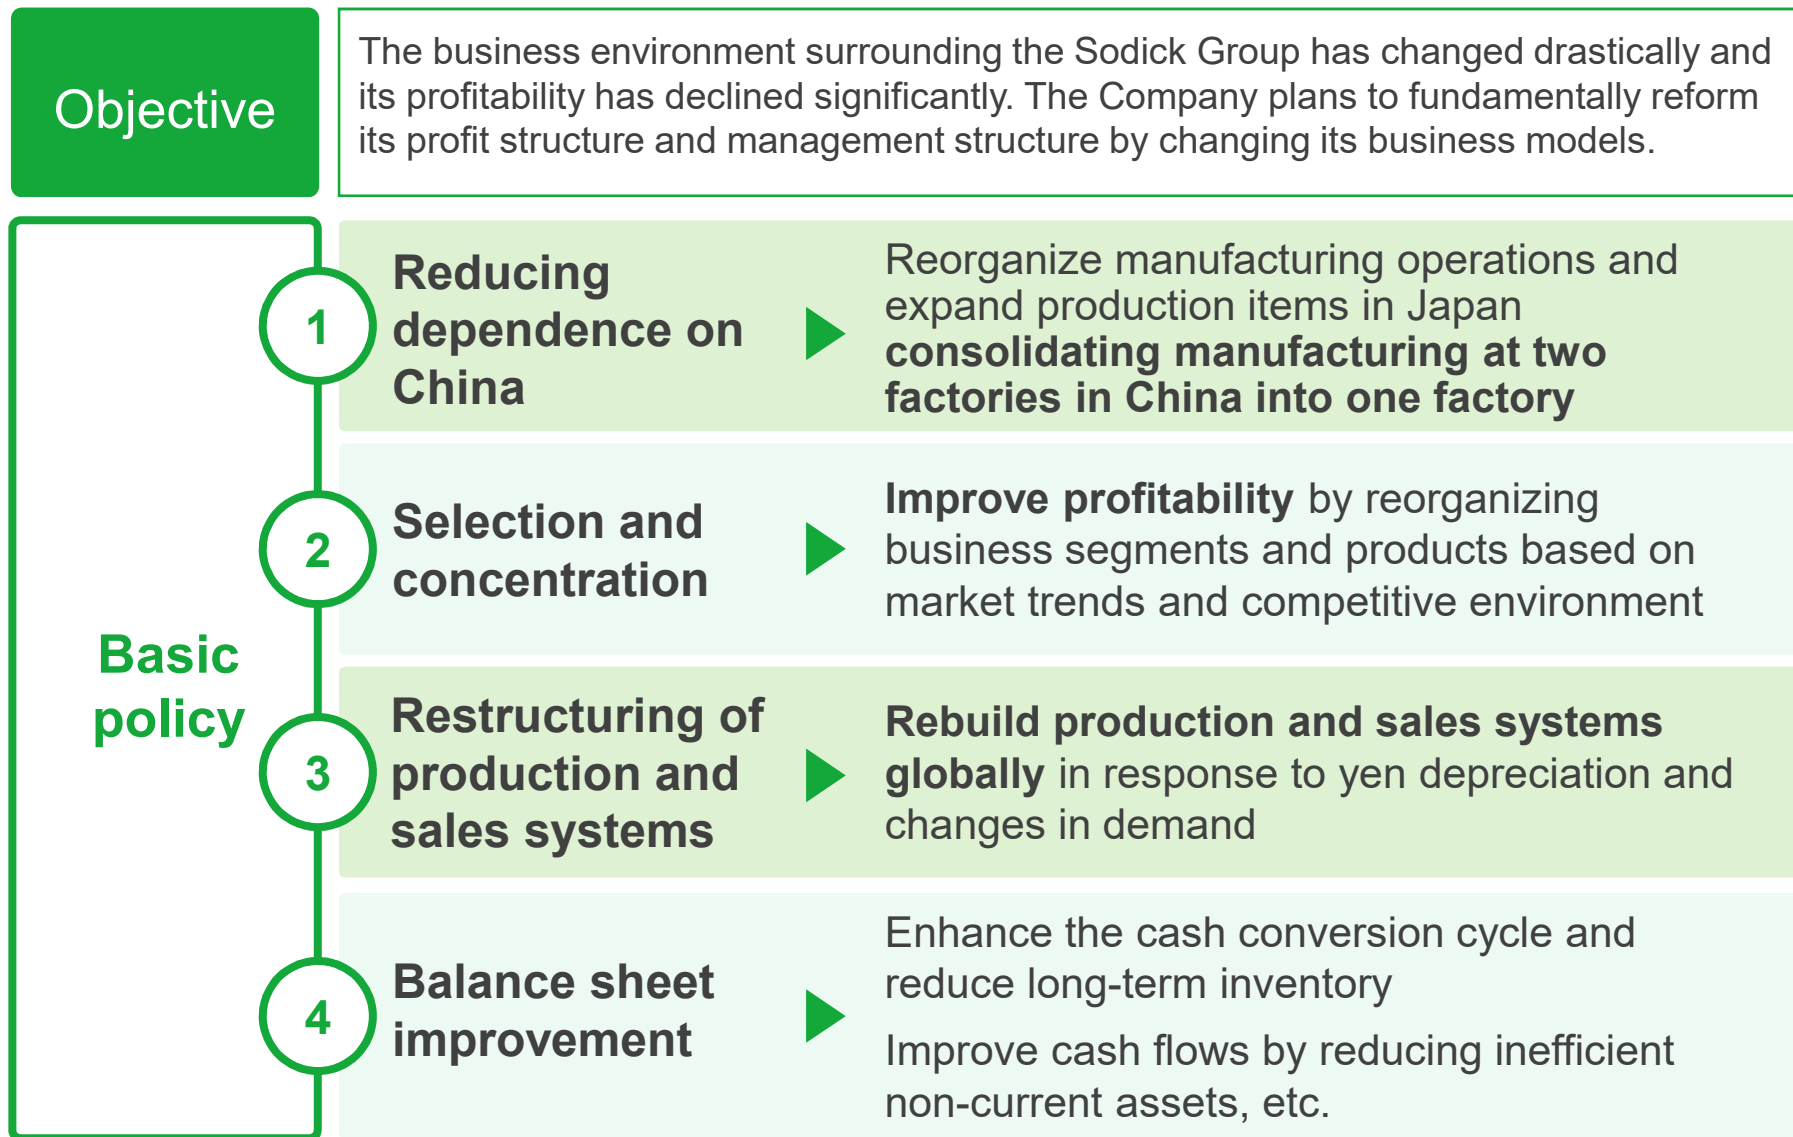 Objective
The business environment surrounding the Sodick Group has changed drastically and
its profitability has declined significantly. The Company plans to fundamentally reform
its profit structure and management structure by changing its business models.
Basic
policy
1
Reducing
dependence on
China
Reorganize manufacturing operations and
expand production items in Japan
consolidating manufacturing at two
factories in China into one factory
2
Selection and
concentration
Improve profitability by reorganizing
business segments and products based on
market trends and competitive environment
3
Restructuring of
production and
sales systems
Rebuild production and sales systems
globally in response to yen depreciation and
changes in demand
4
Balance sheet
improvement
Enhance the cash conversion cycle and
reduce long-term inventory
Improve cash flows by reducing inefficient
non-current assets, etc.